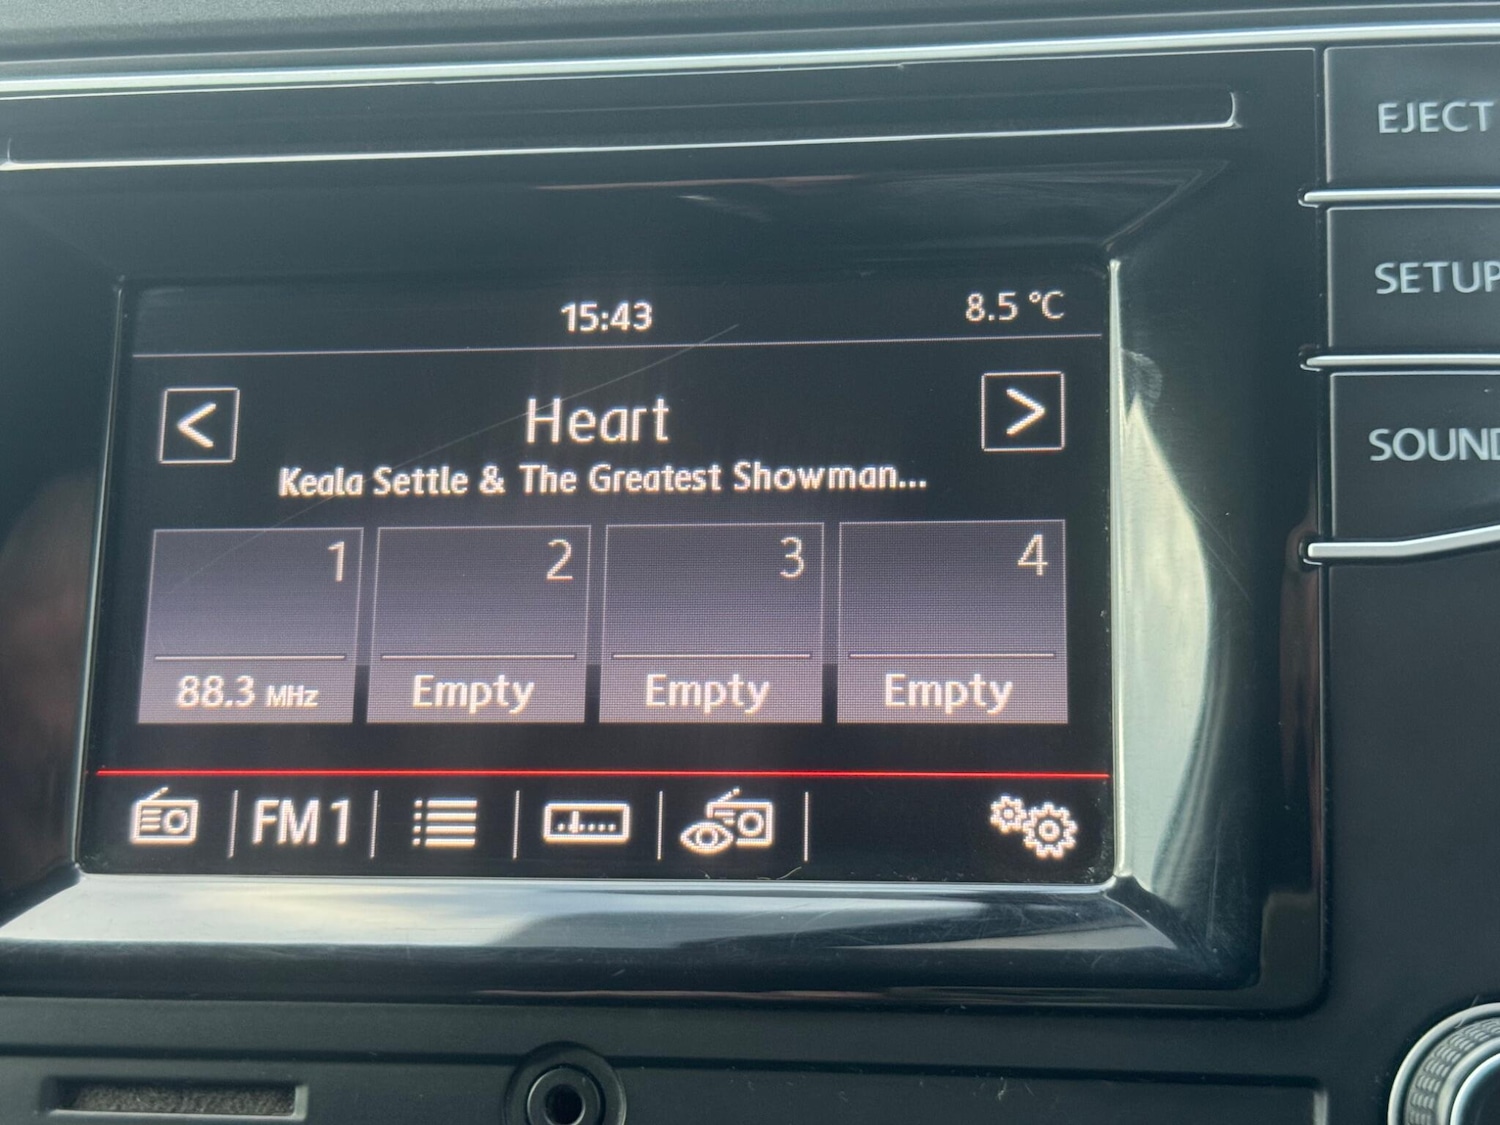 EJECT
15:43 8.5 °C
SETUP
< Heart >
Keala Settle & The Greatest Showman...
SOUND
1 2 3 4
88.3 MHz Empty Empty Empty
FM 1